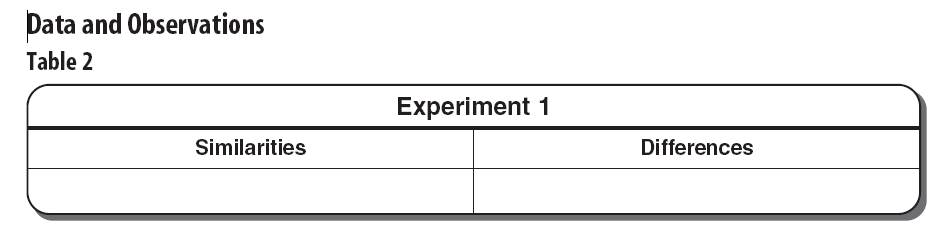 Data and Observations
Table 2
Experiment 1
Similarities
Differences